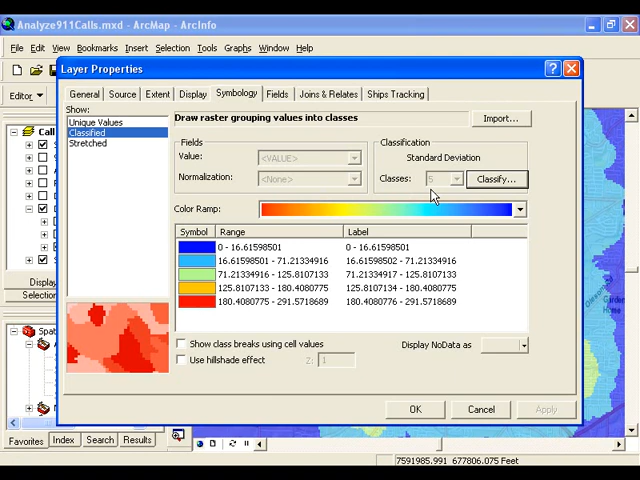 Analyze911Calls.mxd - ArcMap - ArcInfo
File Edit View Bookmarks Insert Selection Tools Graphs Window Help
Editor
Layer Properties
General Source Extent Display Symbology Fields Joins & Relates Ships Tracking
Show:
Unique Values
Classified
Stretched
Draw raster grouping values into classes
Import...
Fields
Value: <VALUE>
Normalization: <None>
Classification
Standard Deviation
Classes: 5 Classify...
Color Ramp:
Symbol Range Label
0 - 16.61598501 0 - 16.61598501
16.61598501 - 71.21334916 16.61598502 - 71.21334916
71.21334916 - 125.8107133 71.21334917 - 125.8107133
125.8107133 - 180.4080775 125.8107134 - 180.4080775
180.4080775 - 291.5718689 180.4080776 - 291.5718689
Show class breaks using cell values
Display NoData as
Use hillshade effect Z: 1
OK Cancel Apply
Call
Display
Selection
Spat
Favorites Index Search Results
Garden
Home
7591985.991 677806.075 Feet